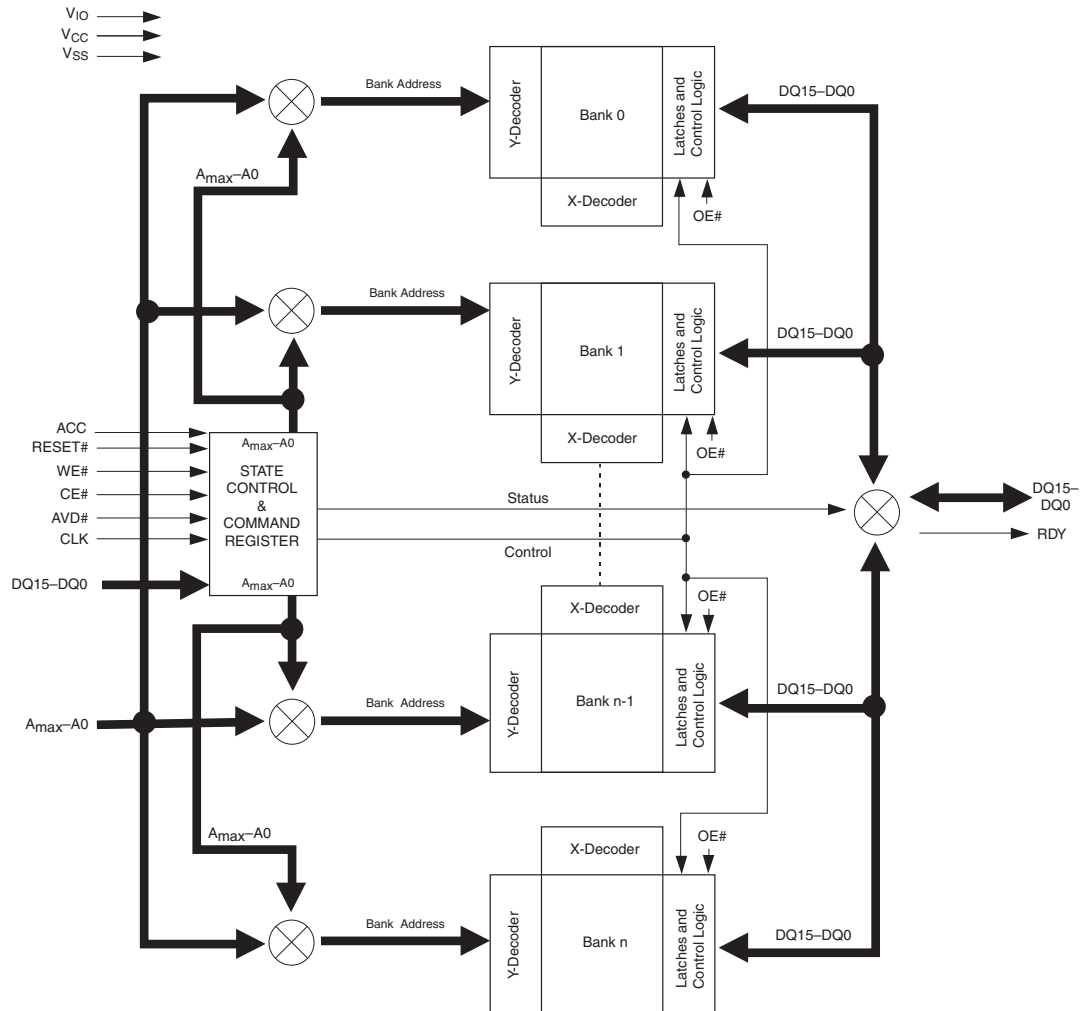 VIO
VCC
VSS
Bank Address
Y-Decoder
Bank 0
Latches and
Control Logic
DQ15–DQ0
Amax–A0
X-Decoder
OE#
Bank Address
Y-Decoder
Bank 1
Latches and
Control Logic
DQ15–DQ0
X-Decoder
OE#
ACC
RESET#
WE#
CE#
AVD#
CLK
DQ15–DQ0
Amax–A0
STATE
CONTROL
&
COMMAND
REGISTER
Amax–A0
Status
Control
DQ15–
DQ0
RDY
X-Decoder
OE#
Amax–A0
Bank Address
Y-Decoder
Bank n-1
Latches and
Control Logic
DQ15–DQ0
Amax–A0
X-Decoder
OE#
Bank Address
Y-Decoder
Bank n
Latches and
Control Logic
DQ15–DQ0